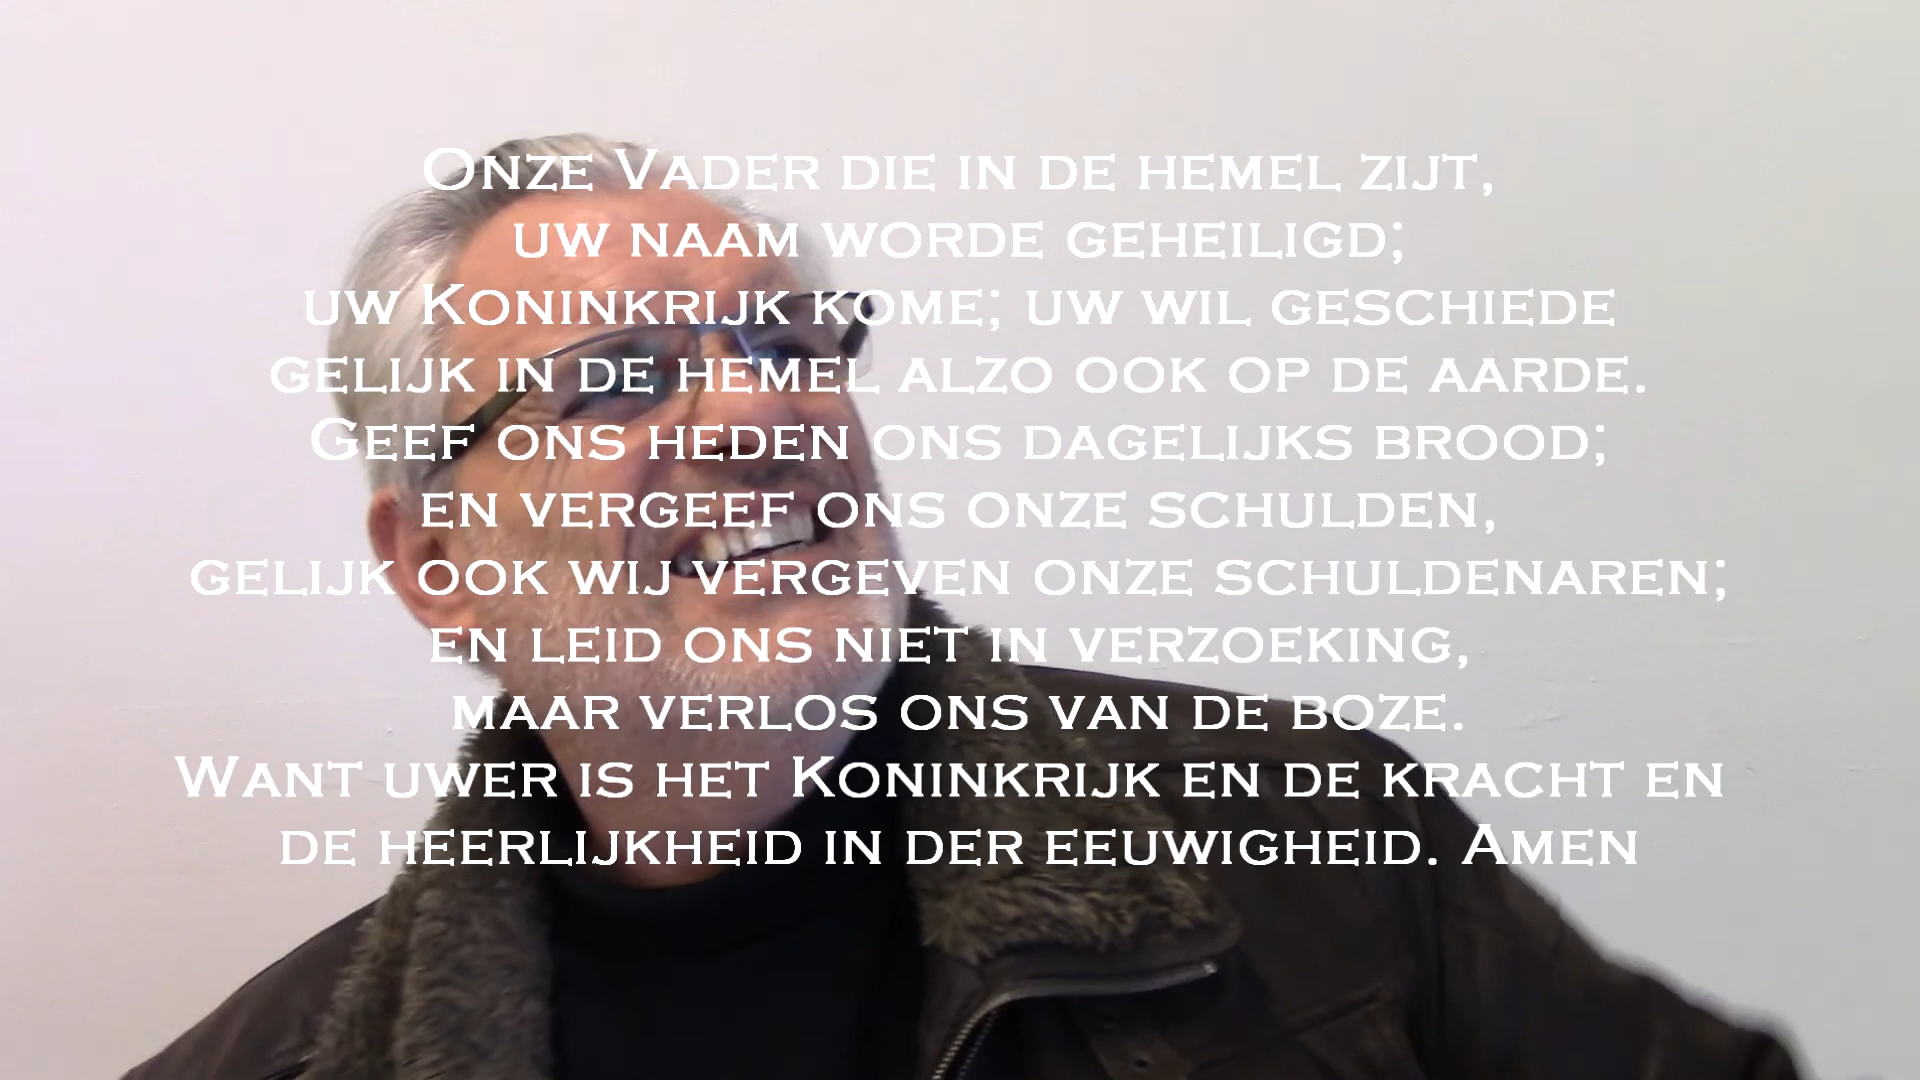 Onze Vader die in de hemel zijt,
uw naam worde geheiligd;
uw Koninkrijk kome; uw wil geschiede
gelijk in de hemel alzo ook op de aarde.
Geef ons heden ons dagelijks brood;
en vergeef ons onze schulden,
gelijk ook wij vergeven onze schuldenaren;
en leid ons niet in verzoeking,
maar verlos ons van de boze.
Want uwer is het Koninkrijk en de kracht en
de heerlijkheid in der eeuwigheid. Amen